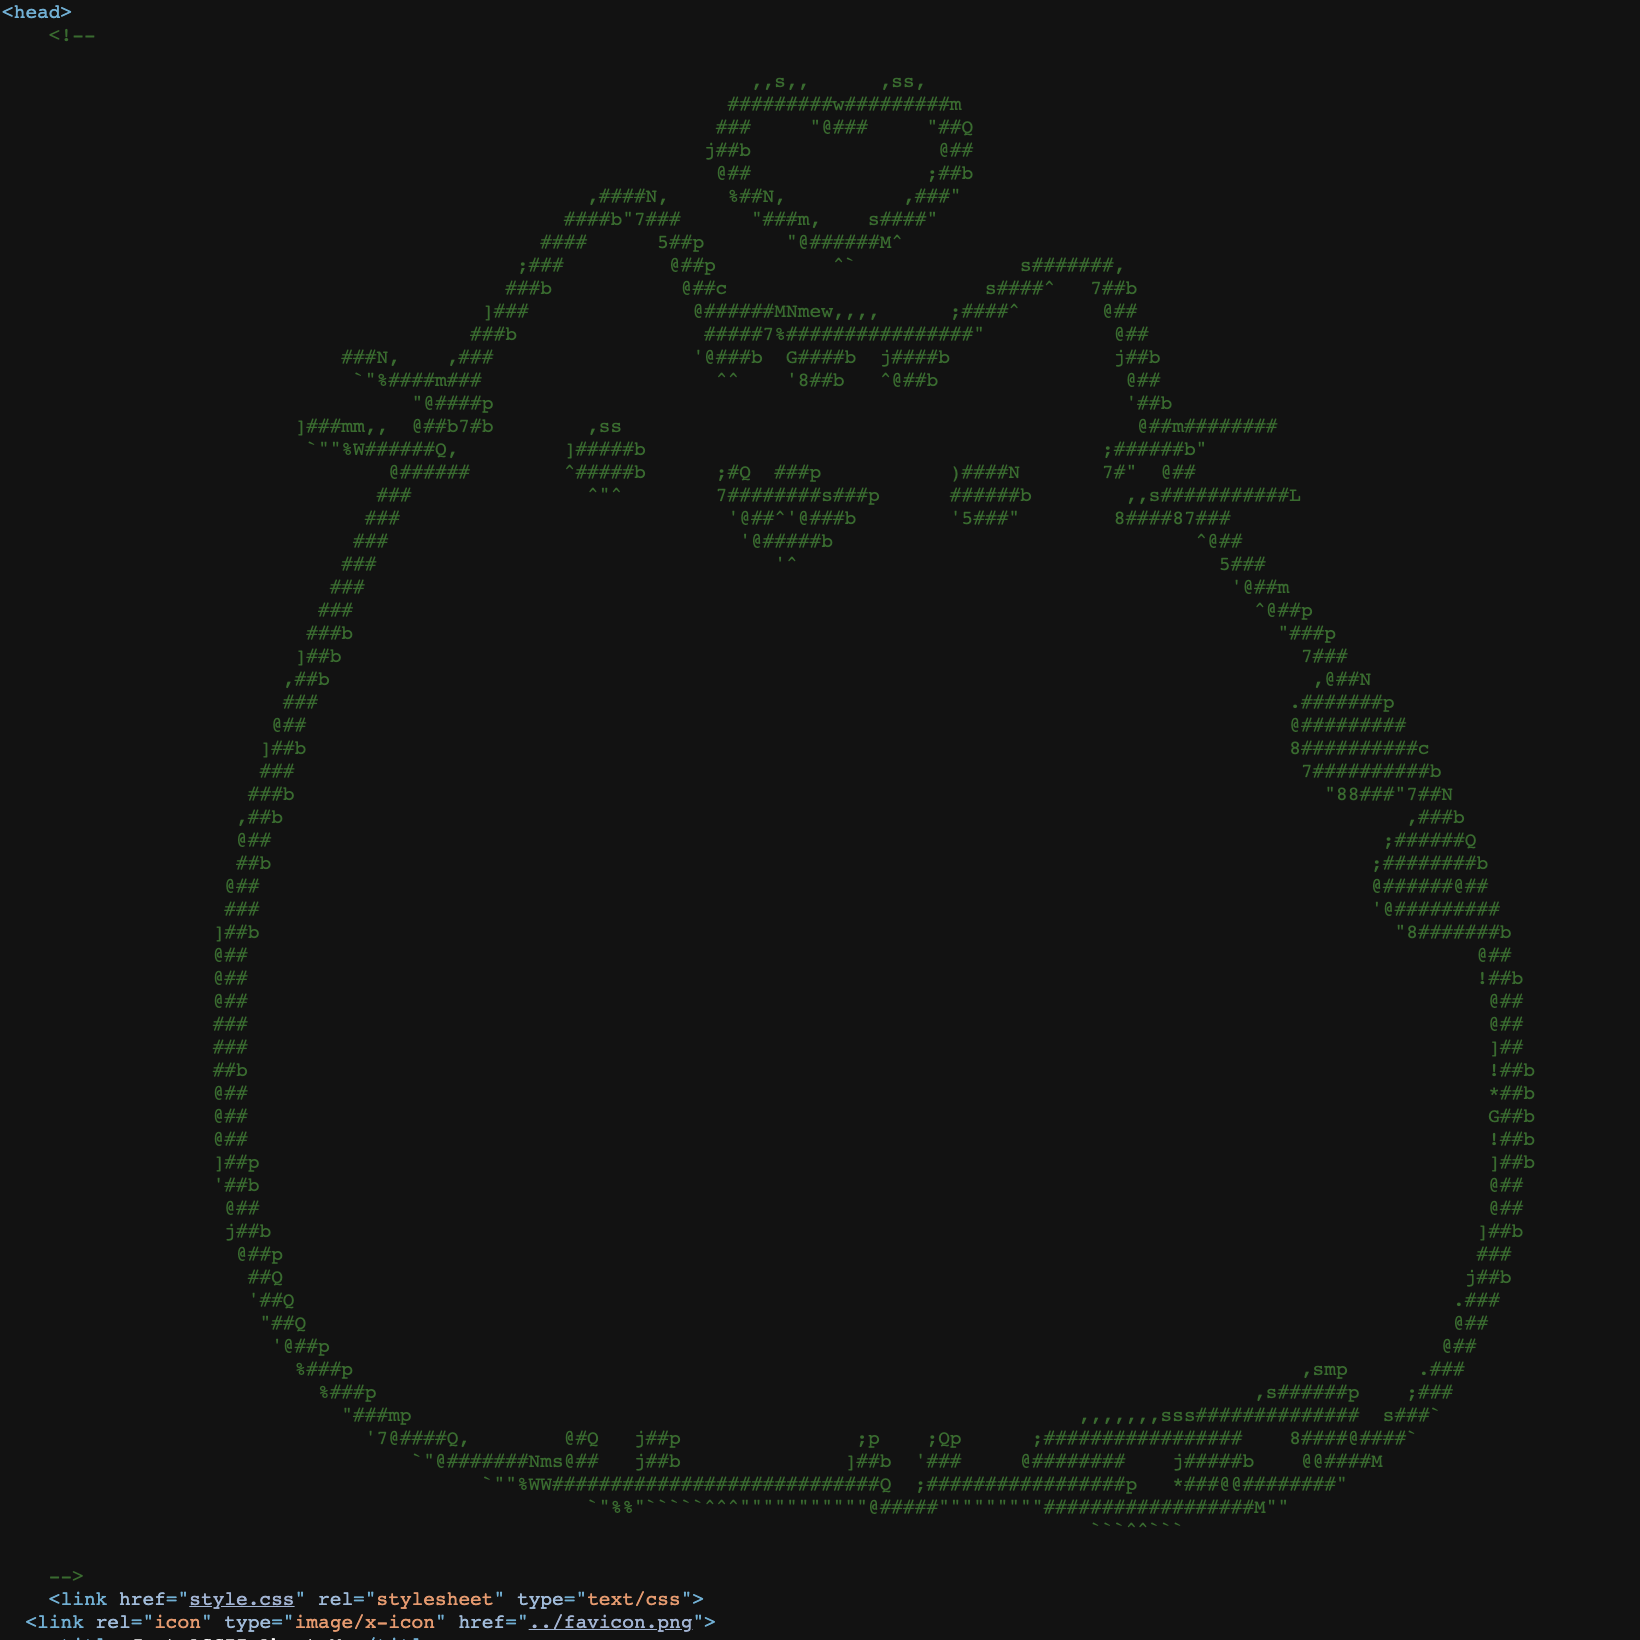 <head>
<!--
,,s,, ,ss,
#########w#########m
### "@### "##Q
j##b @##
@## ;##b
,####N, %##N, ,###"
####b"7### "###m, s####"
#### 5##p "@######M^
;### @##p ^` s#######,
###b @##c s####^ 7##b
]### @######MNmew,,,, ;####^ @##
###b #####7%################" @##
###N, ,### '@###b G####b j####b j##b
`"%####m### ^^ '8##b ^@##b @##
"@####p '##b
]###mm,, @##b7#b ,ss @##m########
`""%W######Q, ]#####b ;######b"
@###### ^#####b ;#Q ###p )####N 7#" @##
### ^"^ 7########s###p ######b ,,s###########L
### '@##^'@###b '5###" 8####87###
### '@#####b ^@##
### '^ 5###
### '@##m
### ^@##p
###b "###p
]##b 7###
,##b ,@##N
### .#######p
@## @#########
]##b 8##########c
### 7##########b
###b "88###"7##N
,##b ,###b
@## ;######Q
##b ;########b
@## @######@##
### '@#########
]##b "8#######b
@## @##
@## !##b
@## @##
### @##
### ]##
##b !##b
@## *##b
@## G##b
@## !##b
]##p ]##b
'##b @##
@## @##
j##b ]##b
@##p ###
##Q j##b
'##Q .###
"##Q @##
'@##p @##
%###p ,smp .###
%###p ,s######p ;###
"###mp ,,,,,,,sss############## s###`
'7@####Q, @#Q j##p ;p ;Qp ;################# 8####@####`
`"@#######Nms@## j##b ]##b '### @######## j#####b @@####M
`""%WW############################Q ;#################p *###@@########"
`"%%"`````^^^"""""""""""@#####"""""""""##################M""
```^^```
-->
<link href="style.css" rel="stylesheet" type="text/css">
<link rel="icon" type="image/x-icon" href="../favicon.png">